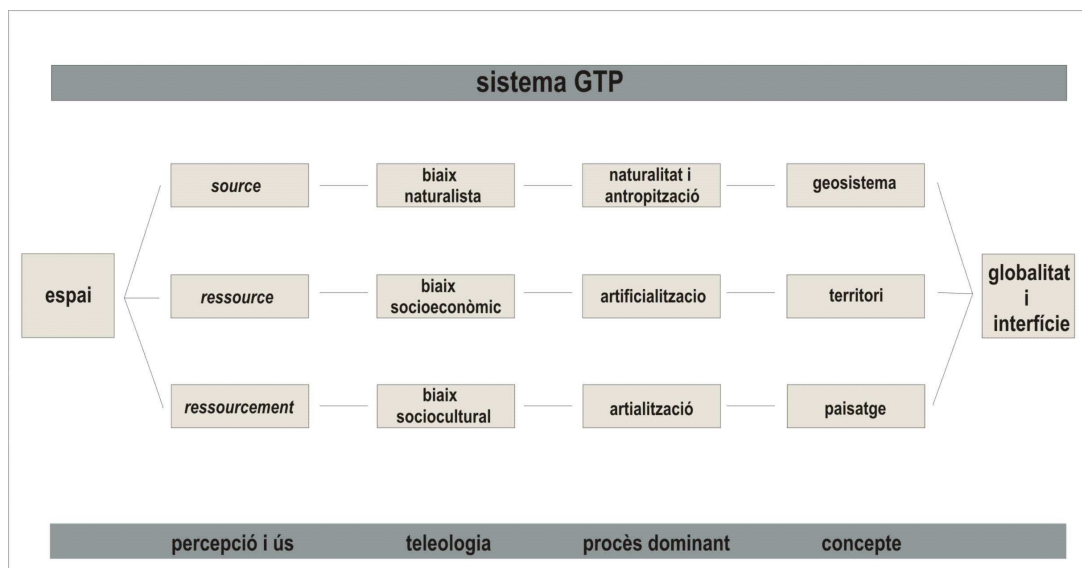 sistema GTP
source
biaix
naturalista
naturalitat i
antropització
geosistema
espai
ressource
biaix
socioeconòmic
artificialitzacio
territori
globalitat
i
interfície
ressourcement
biaix
sociocultural
artialització
paisatge
percepció i ús
teleologia
procès dominant
concepte